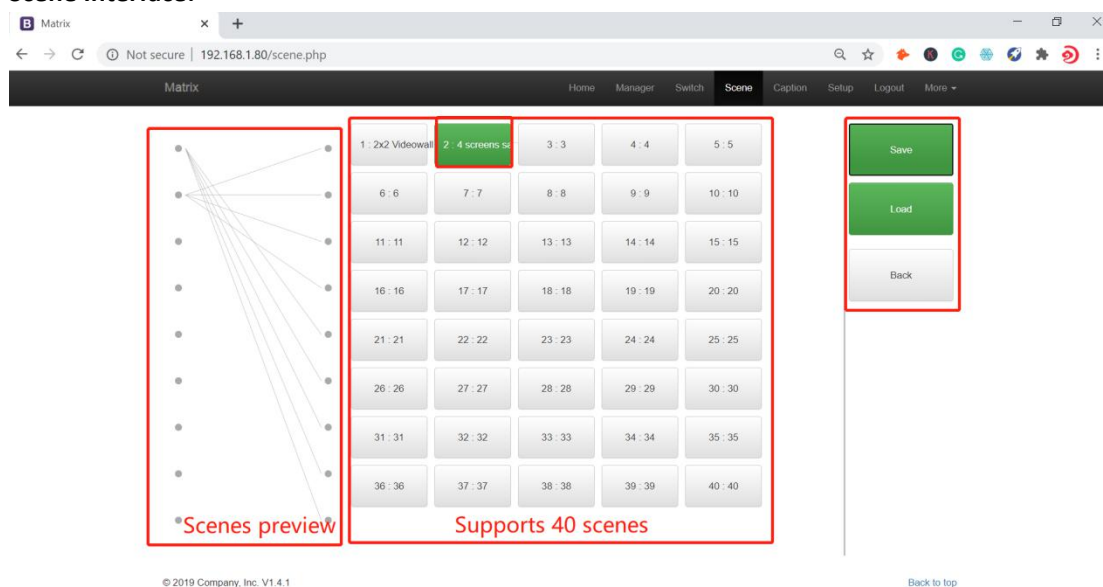 Matrix
Not secure | 192.168.1.80/scene.php
Matrix Home Manager Switch Scene Caption Setup Logout More
1 : 2x2 Videowall 2 : 4 screens sa 3 : 3 4 : 4 5 : 5
6 : 6 7 : 7 8 : 8 9 : 9 10 : 10
11 : 11 12 : 12 13 : 13 14 : 14 15 : 15
16 : 16 17 : 17 18 : 18 19 : 19 20 : 20
21 : 21 22 : 22 23 : 23 24 : 24 25 : 25
26 : 26 27 : 27 28 : 28 29 : 29 30 : 30
31 : 31 32 : 32 33 : 33 34 : 34 35 : 35
36 : 36 37 : 37 38 : 38 39 : 39 40 : 40
Save
Load
Back
Scenes preview
Supports 40 scenes
© 2019 Company, Inc. V1.4.1
Back to top